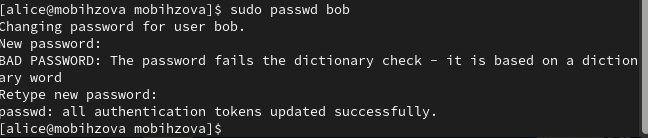 [alice@mobihzova mobihzova]$ sudo passwd bob
Changing password for user bob.
New password:
BAD PASSWORD: The password fails the dictionary check - it is based on a diction
ary word
Retype new password:
passwd: all authentication tokens updated successfully.
[alice@mobihzova mobihzova]$